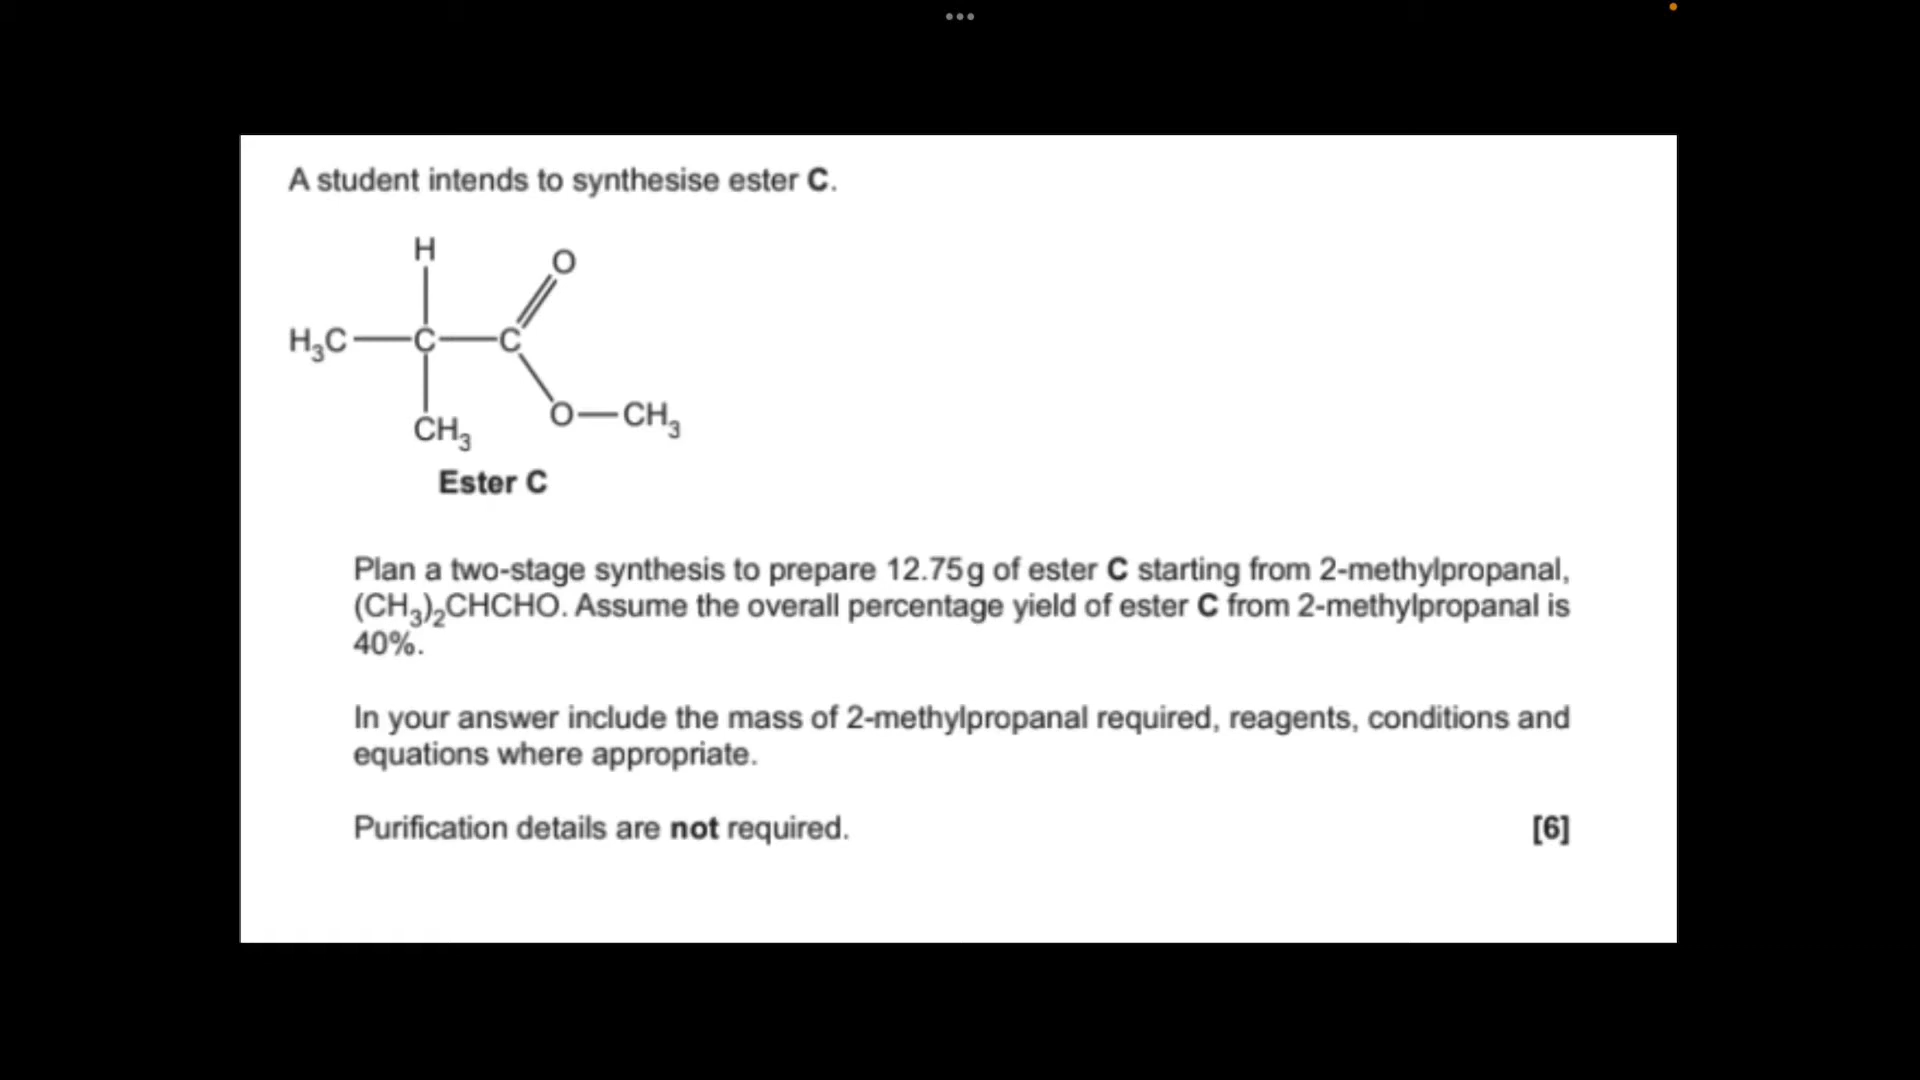 A student intends to synthesise ester C.
H
O
H₃C
C
C
O
CH₃
CH₃
Ester C
Plan a two-stage synthesis to prepare 12.75g of ester C starting from 2-methylpropanal,
(CH₃)₂CHCHO. Assume the overall percentage yield of ester C from 2-methylpropanal is
40%.
In your answer include the mass of 2-methylpropanal required, reagents, conditions and
equations where appropriate.
Purification details are not required. [6]